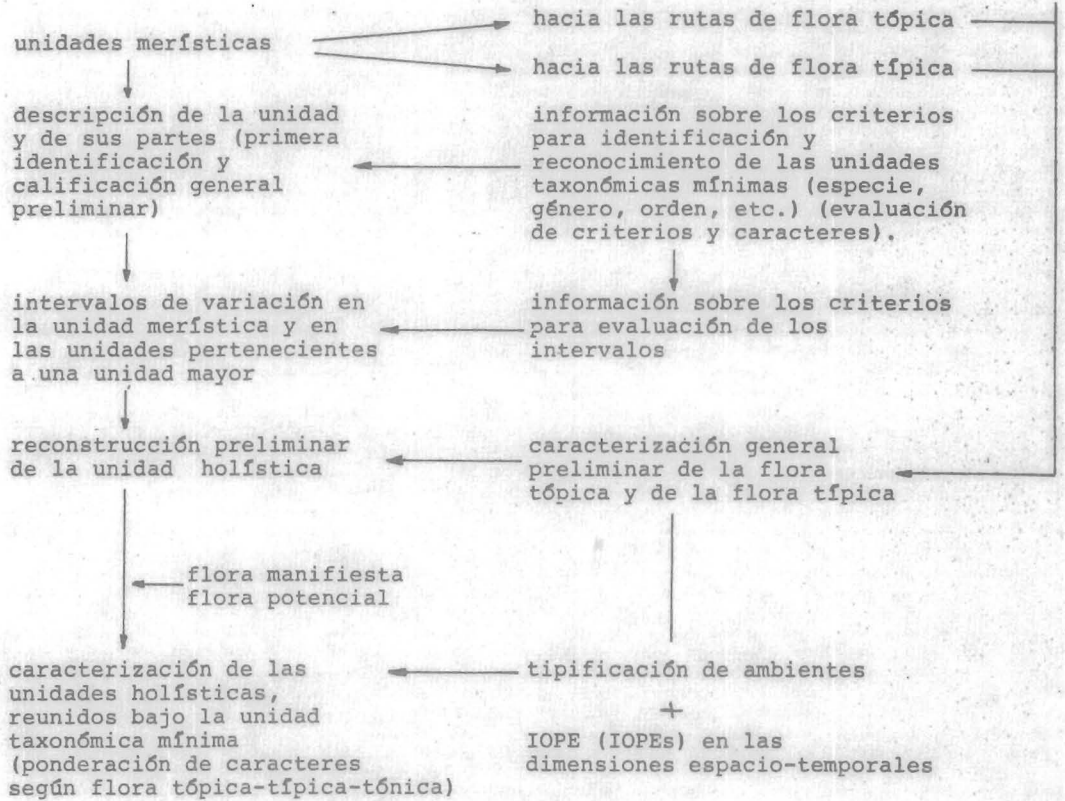 hacia las rutas de flora tópica
unidades merísticas
hacia las rutas de flora típica
descripción de la unidad
y de sus partes (primera
identificación y
calificación general
preliminar)
información sobre los criterios
para identificación y
reconocimiento de las unidades
taxonómicas mínimas (especie,
género, orden, etc.) (evaluación
de criterios y caracteres).
intervalos de variación en
la unidad merística y en
las unidades pertenecientes
a una unidad mayor
información sobre los criterios
para evaluación de los
intervalos
reconstrucción preliminar
de la unidad holística
caracterización general
preliminar de la flora
tópica y de la flora típica
flora manifiesta
flora potencial
caracterización de las
unidades holísticas,
reunidos bajo la unidad
taxonómica mínima
(ponderación de caracteres
según flora tópica-típica-tónica)
tipificación de ambientes
+
IOPE (IOPEs) en las
dimensiones espacio-temporales